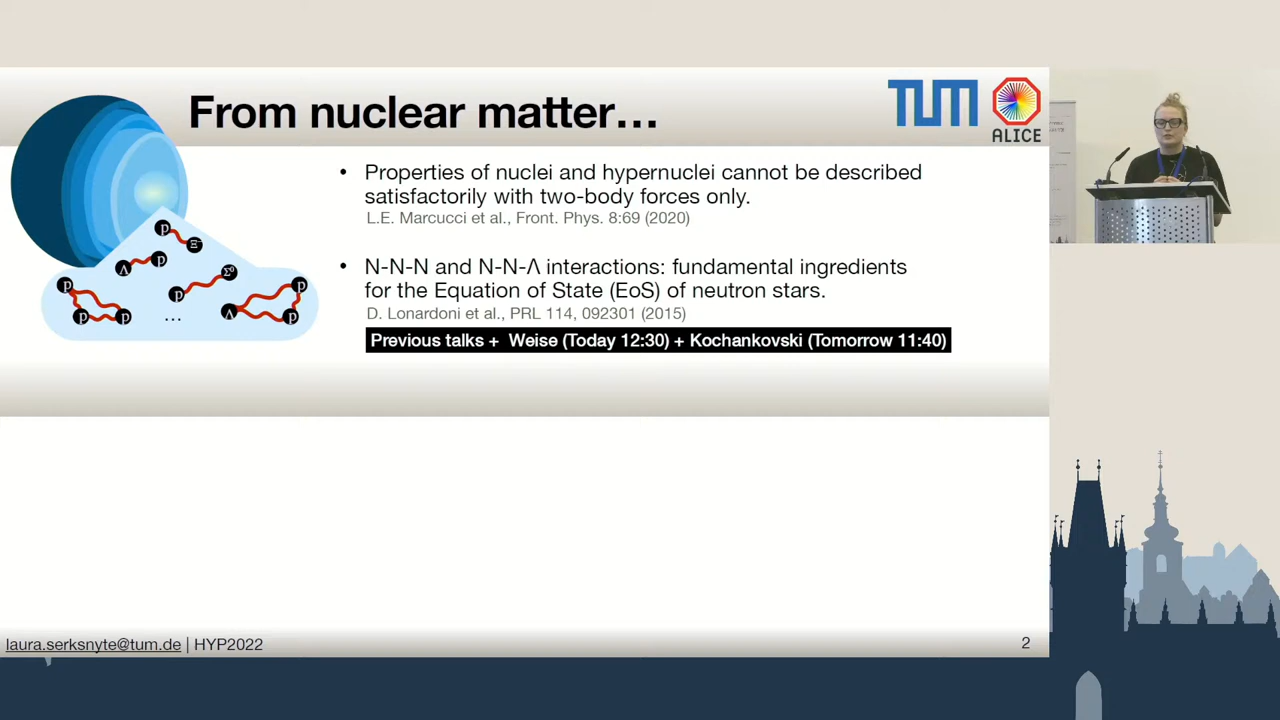 From nuclear matter...
TUM
ALICE
• Properties of nuclei and hypernuclei cannot be described
satisfactorily with two-body forces only.
L.E. Marcucci et al., Front. Phys. 8:69 (2020)
p
Ξ⁻
Λ p
Σ⁰
p
p p
p p ... Λ p
• N-N-N and N-N-Λ interactions: fundamental ingredients
for the Equation of State (EoS) of neutron stars.
D. Lonardoni et al., PRL 114, 092301 (2015)
Previous talks + Weise (Today 12:30) + Kochankovski (Tomorrow 11:40)
laura.serksnyte@tum.de | HYP2022
2